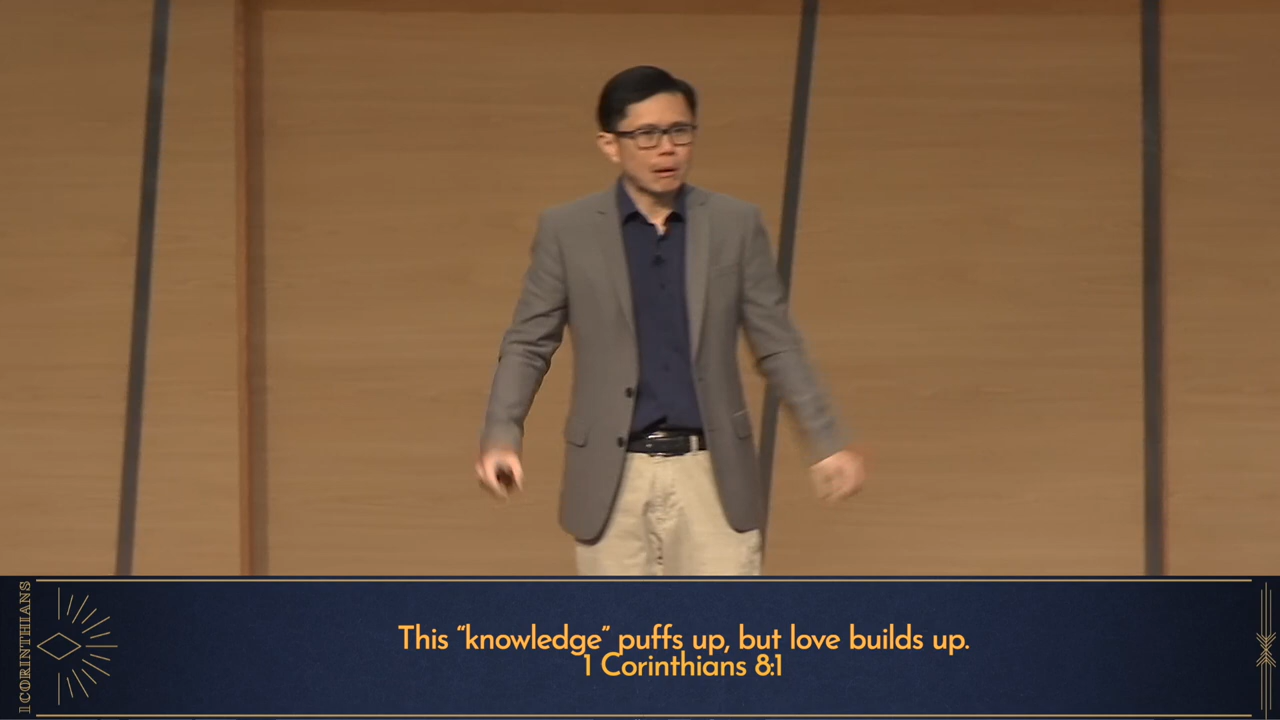 1 CORINTHIANS
This “knowledge” puffs up, but love builds up.
1 Corinthians 8:1